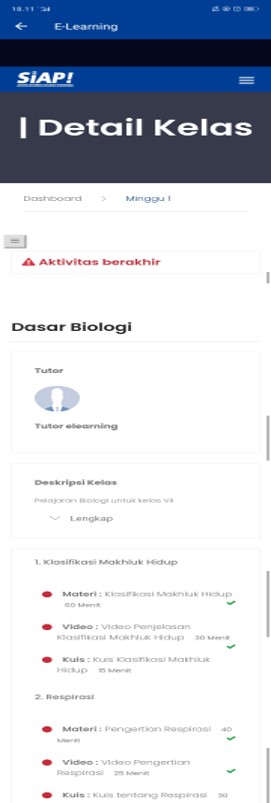 18.11
E-Learning
SiAP!
| Detail Kelas
Dashboard > Minggu 1
Aktivitas berakhir
Dasar Biologi
Tutor
Tutor elearning
Deskripsi Kelas
Pelajaran Biologi untuk kelas VII
Lengkap
1. Klasifikasi Makhluk Hidup
Materi : Klasifikasi Makhluk Hidup
60 Menit
Video : Video Penjelasan
Klasifikasi Makhluk Hidup 30 Menit
Kuis : Kuis Klasifikasi Makhluk
Hidup 15 Menit
2. Respirasi
Materi : Pengertian Respirasi 40
Menit
Video : Video Pengertian
Respirasi 25 Menit
Kuis : Kuis tentang Respirasi 30